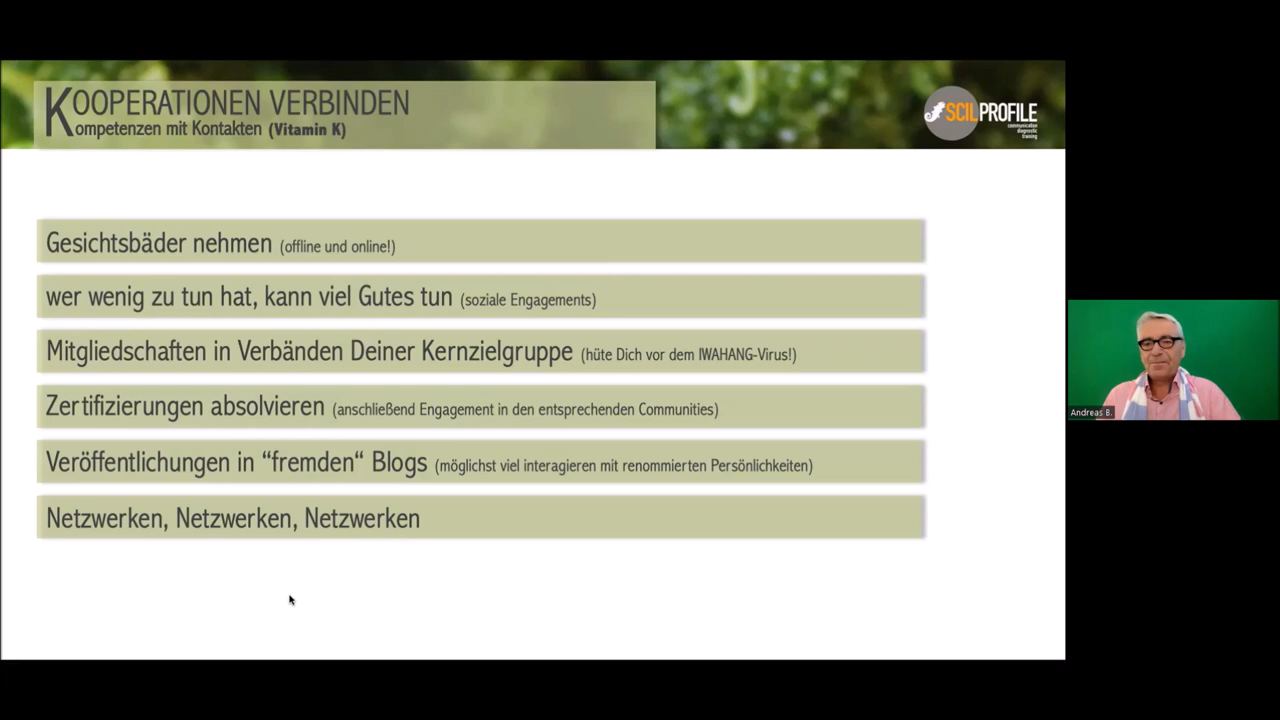 KOOPERATIONEN VERBINDEN
Kompetenzen mit Kontakten (Vitamin K)
SCILPROFILE
communication
diagnostic
training
Gesichtsbäder nehmen (offline und online!)
wer wenig zu tun hat, kann viel Gutes tun (soziale Engagements)
Mitgliedschaften in Verbänden Deiner Kernzielgruppe (hüte Dich vor dem IWAHANG-Virus!)
Zertifizierungen absolvieren (anschließend Engagement in den entsprechenden Communities)
Veröffentlichungen in “fremden“ Blogs (möglichst viel interagieren mit renommierten Persönlichkeiten)
Netzwerken, Netzwerken, Netzwerken
Andreas B.